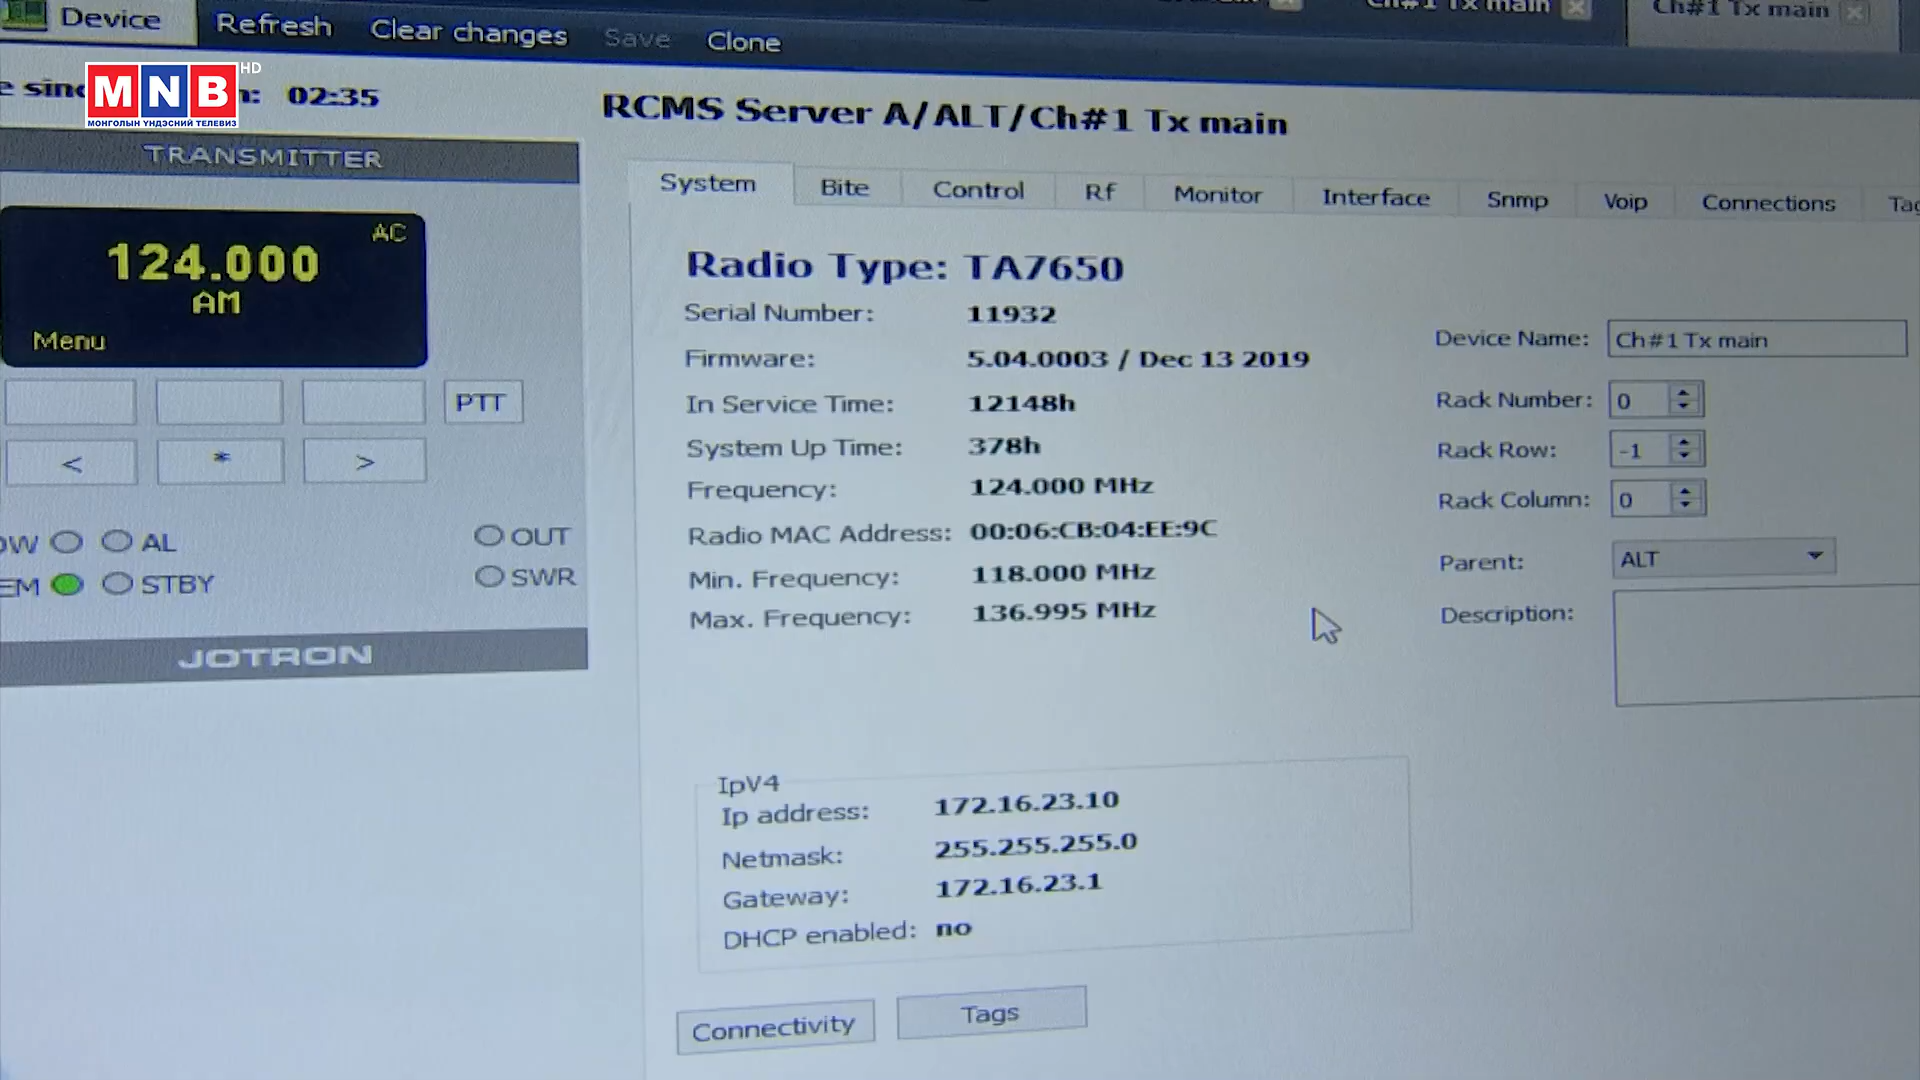 Device Refresh Clear changes Save Clone
Ch#1 Tx main
Ch#1 Tx main
MNB HD
МОНГОЛЫН ҮНДЭСНИЙ ТЕЛЕВИЗ
02:35
RCMS Server A/ALT/Ch#1 Tx main
TRANSMITTER
AC
124.000
AM
Menu
PTT
< * >
AL
OUT
STBY
SWR
JOTRON
System Bite Control Rf Monitor Interface Snmp Voip Connections
Radio Type: TA7650
Serial Number: 11932
Firmware: 5.04.0003 / Dec 13 2019
In Service Time: 12148h
System Up Time: 378h
Frequency: 124.000 MHz
Radio MAC Address: 00:06:CB:04:EE:9C
Min. Frequency: 118.000 MHz
Max. Frequency: 136.995 MHz
Device Name: Ch#1 Tx main
Rack Number: 0
Rack Row: -1
Rack Column: 0
Parent: ALT
Description:
IpV4
Ip address: 172.16.23.10
Netmask: 255.255.255.0
Gateway: 172.16.23.1
DHCP enabled: no
Connectivity Tags